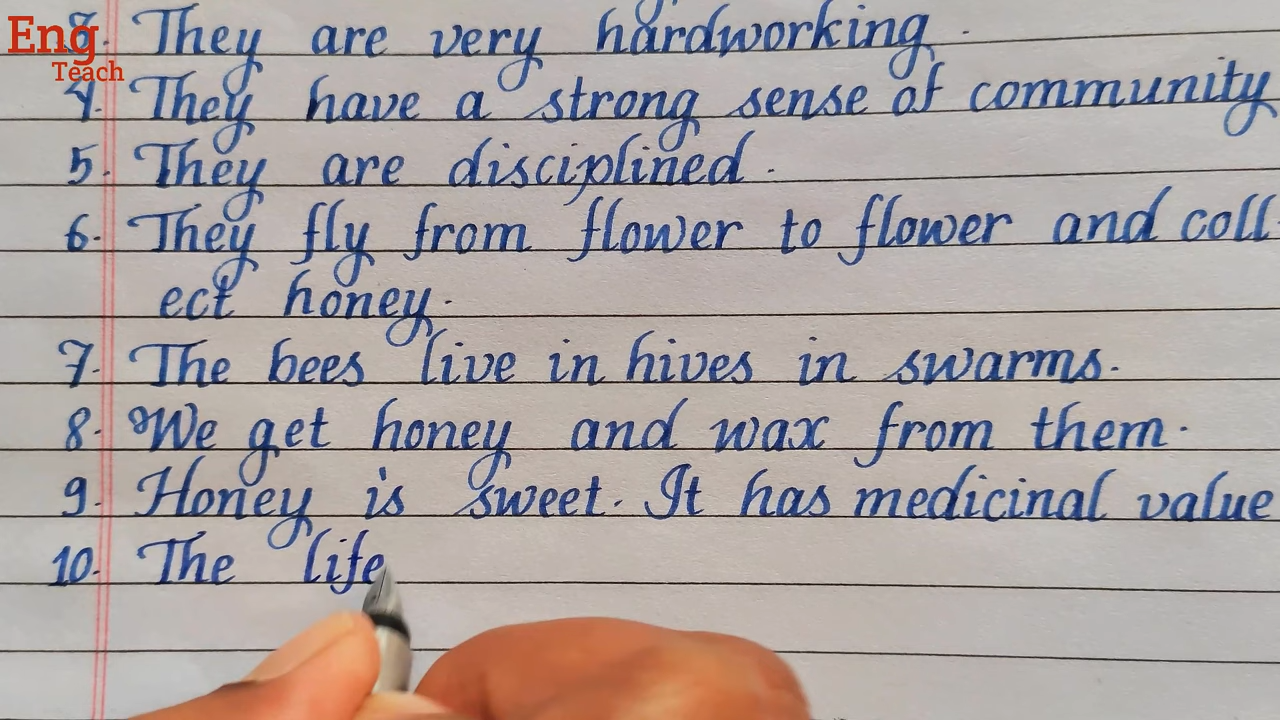 Eng
Teach
3. They are very hardworking.
4. They have a strong sense of community
5. They are disciplined.
6. They fly from flower to flower and coll-
ect honey.
7. The bees live in hives in swarms.
8. We get honey and wax from them.
9. Honey is sweet. It has medicinal value
10. The life